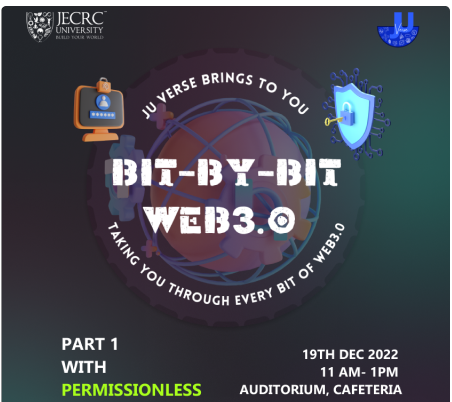 JECRC
UNIVERSITY
BUILD YOUR WORLD
JU VERSE BRINGS TO YOU
BIT-BY-BIT
WEB3.0
TAKING YOU THROUGH EVERY BIT OF WEB3.0
PART 1
WITH
PERMISSIONLESS
19TH DEC 2022
11 AM- 1PM
AUDITORIUM, CAFETERIA